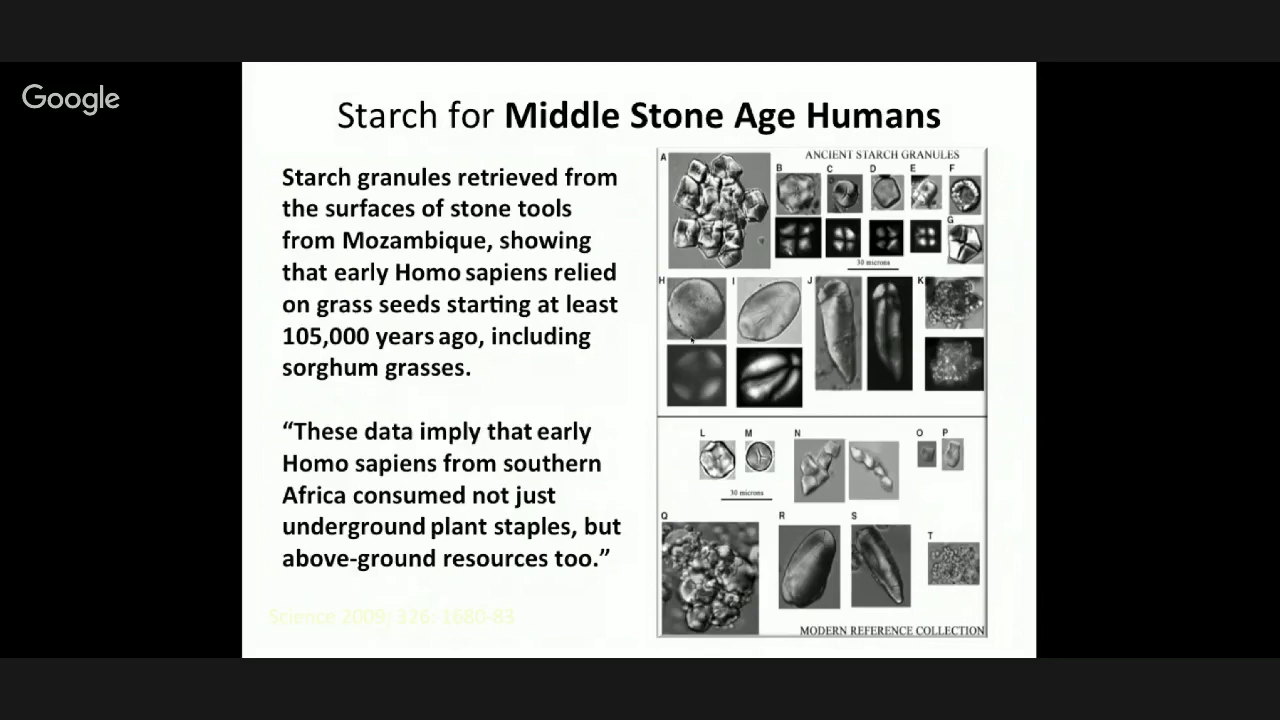 Google
Starch for Middle Stone Age Humans
Starch granules retrieved from
the surfaces of stone tools
from Mozambique, showing
that early Homo sapiens relied
on grass seeds starting at least
105,000 years ago, including
sorghum grasses.
“These data imply that early
Homo sapiens from southern
Africa consumed not just
underground plant staples, but
above-ground resources too.”
Science 2009; 326: 1680-83
ANCIENT STARCH GRANULES
A
B
C
D
E
F
G
30 microns
H
I
J
K
L
M
N
O
P
30 microns
Q
R
S
T
MODERN REFERENCE COLLECTION